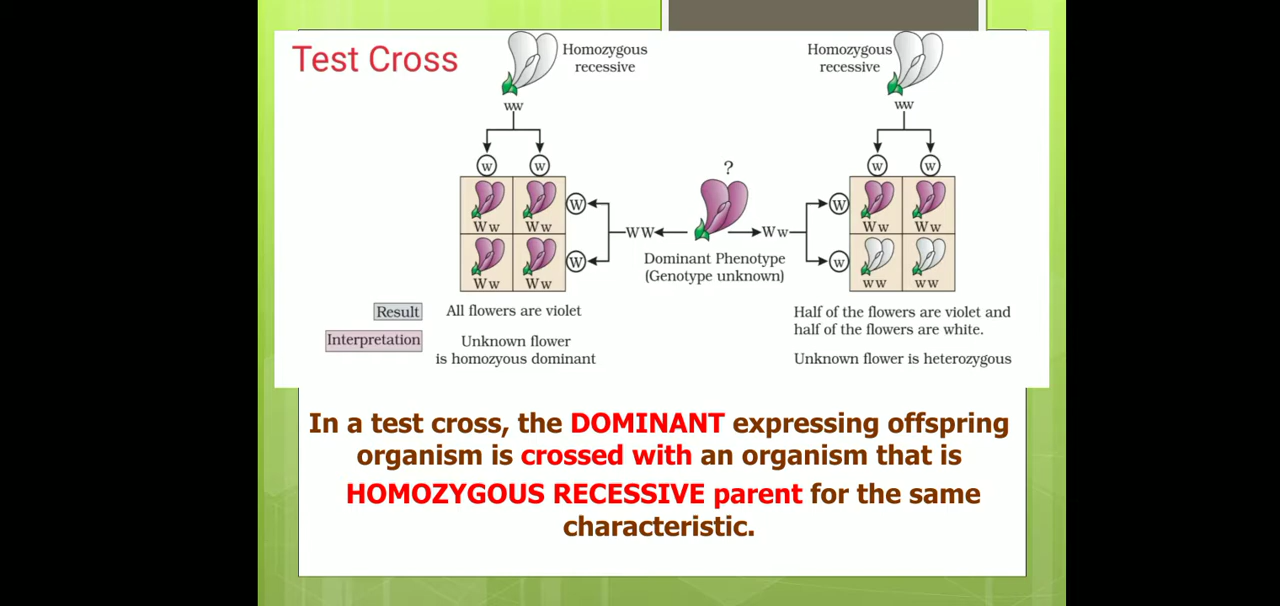 Test Cross
Homozygous
recessive
ww
w w
Ww Ww
Ww Ww
W
W
WW
?
Dominant Phenotype
(Genotype unknown)
Ww
Homozygous
recessive
ww
w w
W
w
Ww Ww
ww ww
Result
All flowers are violet
Half of the flowers are violet and
half of the flowers are white.
Interpretation
Unknown flower
is homozyous dominant
Unknown flower is heterozygous
In a test cross, the DOMINANT expressing offspring
organism is crossed with an organism that is
HOMOZYGOUS RECESSIVE parent for the same
characteristic.